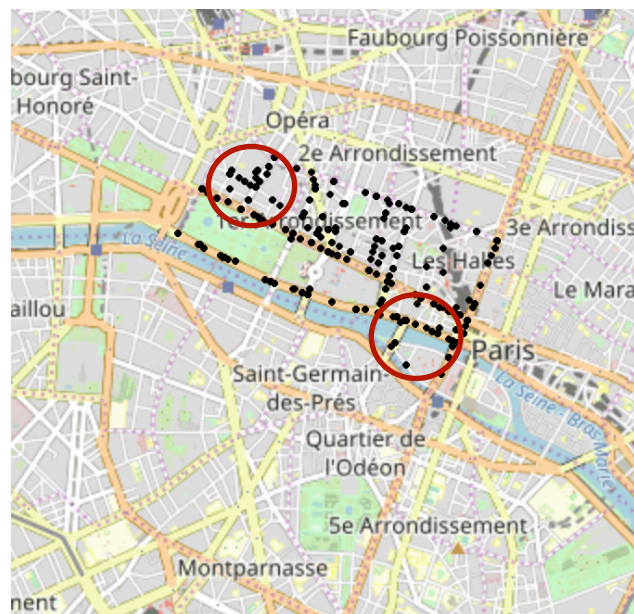 Faubourg Poissonnière
bourg Saint-
Honoré
Opéra
2e Arrondissement
1er Arrondissement
3e Arrondiss
La Seine
Les Halles
Le Mara
aillou
Paris
Saint-Germain-
des-Prés
La Seine - Bras Marie
Quartier de
l'Odéon
5e Arrondissement
Montparnasse
nent